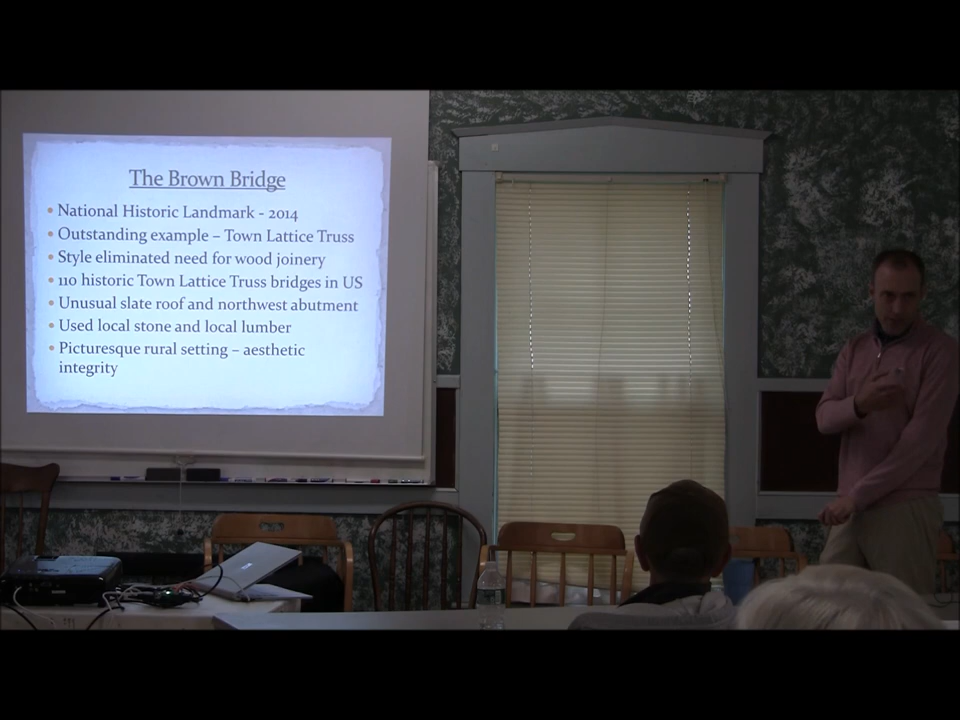 The Brown Bridge
National Historic Landmark - 2014
Outstanding example – Town Lattice Truss
Style eliminated need for wood joinery
110 historic Town Lattice Truss bridges in US
Unusual slate roof and northwest abutment
Used local stone and local lumber
Picturesque rural setting – aesthetic
integrity